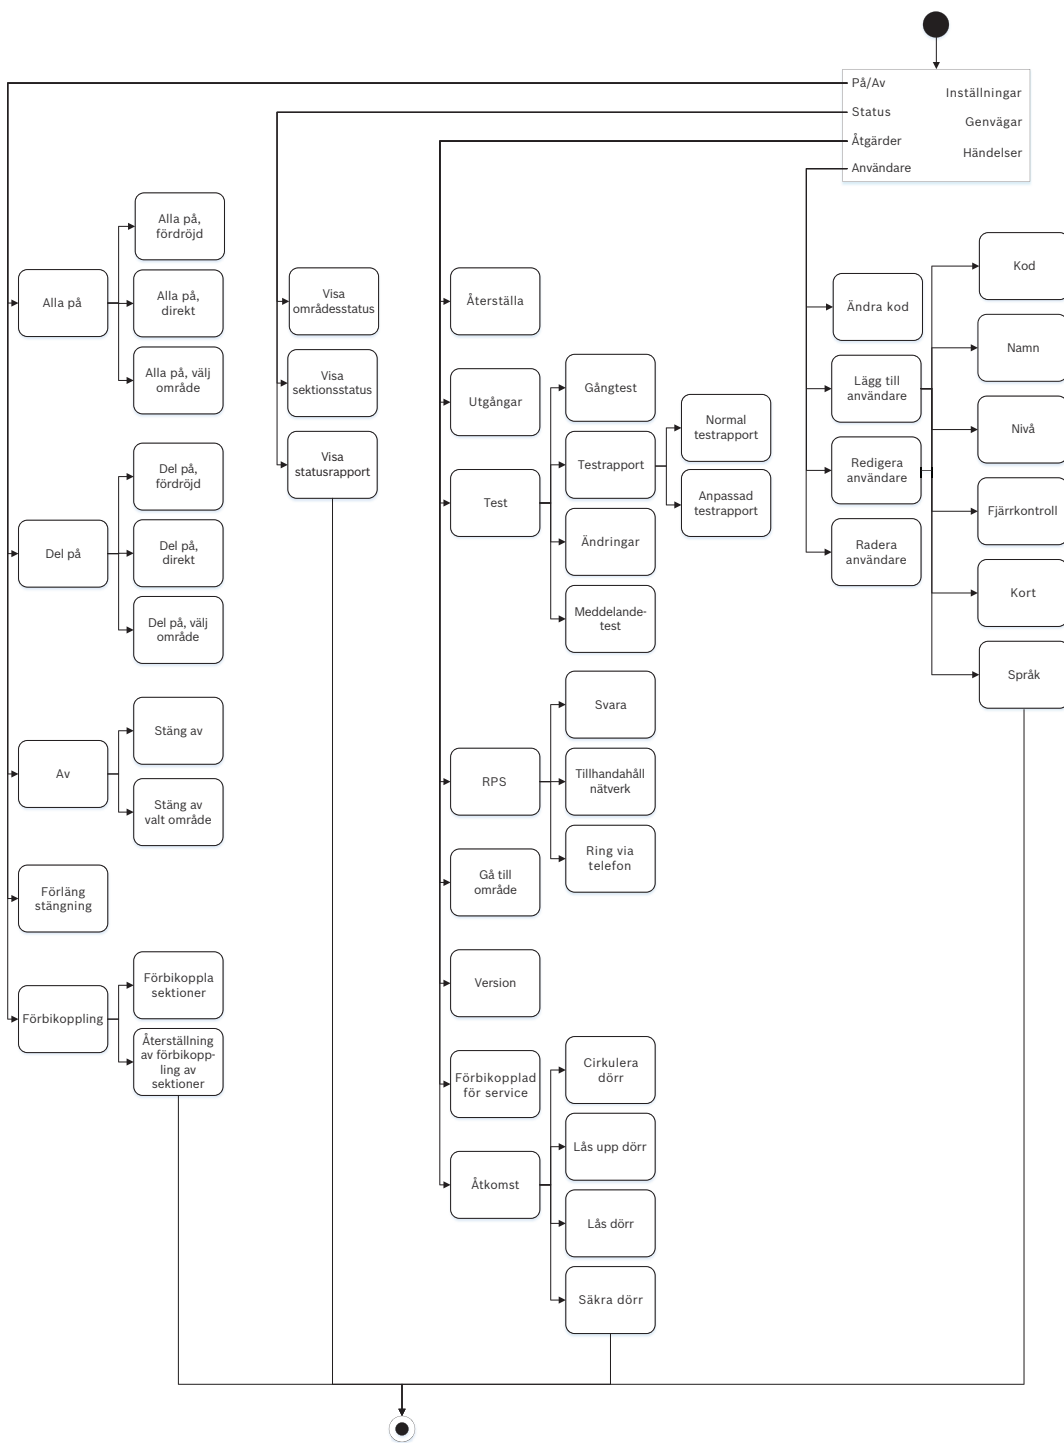 På/Av
Status
Åtgärder
Användare
Inställningar
Genvägar
Händelser
Alla på
Alla på,
fördröjd
Alla på,
direkt
Alla på, välj
område
Del på
Del på,
fördröjd
Del på,
direkt
Del på, välj
område
Av
Stäng av
Stäng av
valt område
Förläng
stängning
Förbikoppling
Förbikoppla
sektioner
Återställning
av förbikopp-
ling av
sektioner
Visa
områdesstatus
Visa
sektionsstatus
Visa
statusrapport
Återställa
Utgångar
Test
Gångtest
Testrapport
Normal
testrapport
Anpassad
testrapport
Ändringar
Meddelande-
test
RPS
Svara
Tillhandahåll
nätverk
Ring via
telefon
Gå till
område
Version
Förbikopplad
för service
Åtkomst
Cirkulera
dörr
Lås upp dörr
Lås dörr
Säkra dörr
Ändra kod
Lägg till
användare
Redigera
användare
Radera
användare
Kod
Namn
Nivå
Fjärrkontroll
Kort
Språk